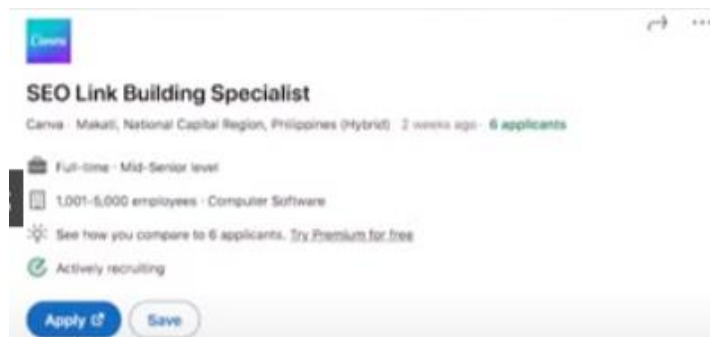 Canva
SEO Link Building Specialist
Canva · Makati, National Capital Region, Philippines (Hybrid) 2 weeks ago · 6 applicants
Full-time · Mid-Senior level
1,001-5,000 employees · Computer Software
See how you compare to 6 applicants. Try Premium for free
Actively recruiting
Apply
Save